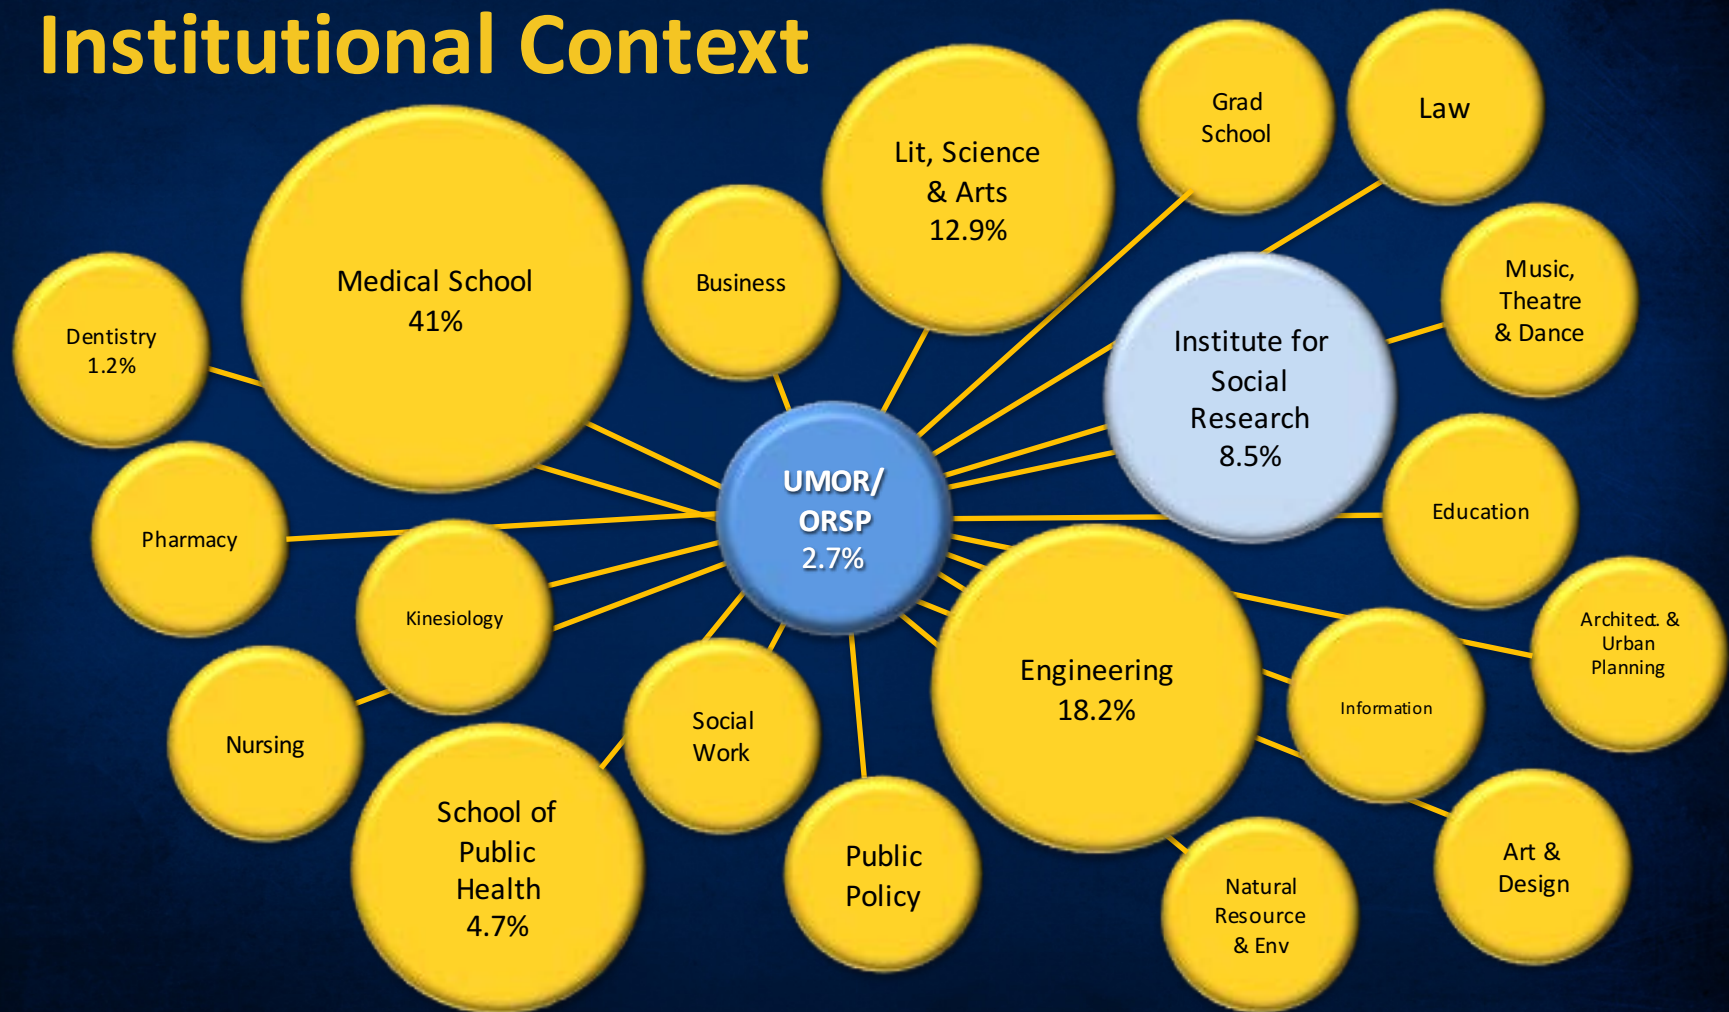 Institutional Context
Grad
School
Law
Lit, Science
& Arts
12.9%
Medical School
41%
Business
Music,
Theatre
& Dance
Dentistry
1.2%
Institute for
Social
Research
8.5%
UMOR/
ORSP
2.7%
Education
Pharmacy
Kinesiology
Architect. &
Urban
Planning
Engineering
18.2%
Information
Nursing
Social
Work
School of
Public
Health
4.7%
Public
Policy
Natural
Resource
& Env
Art &
Design